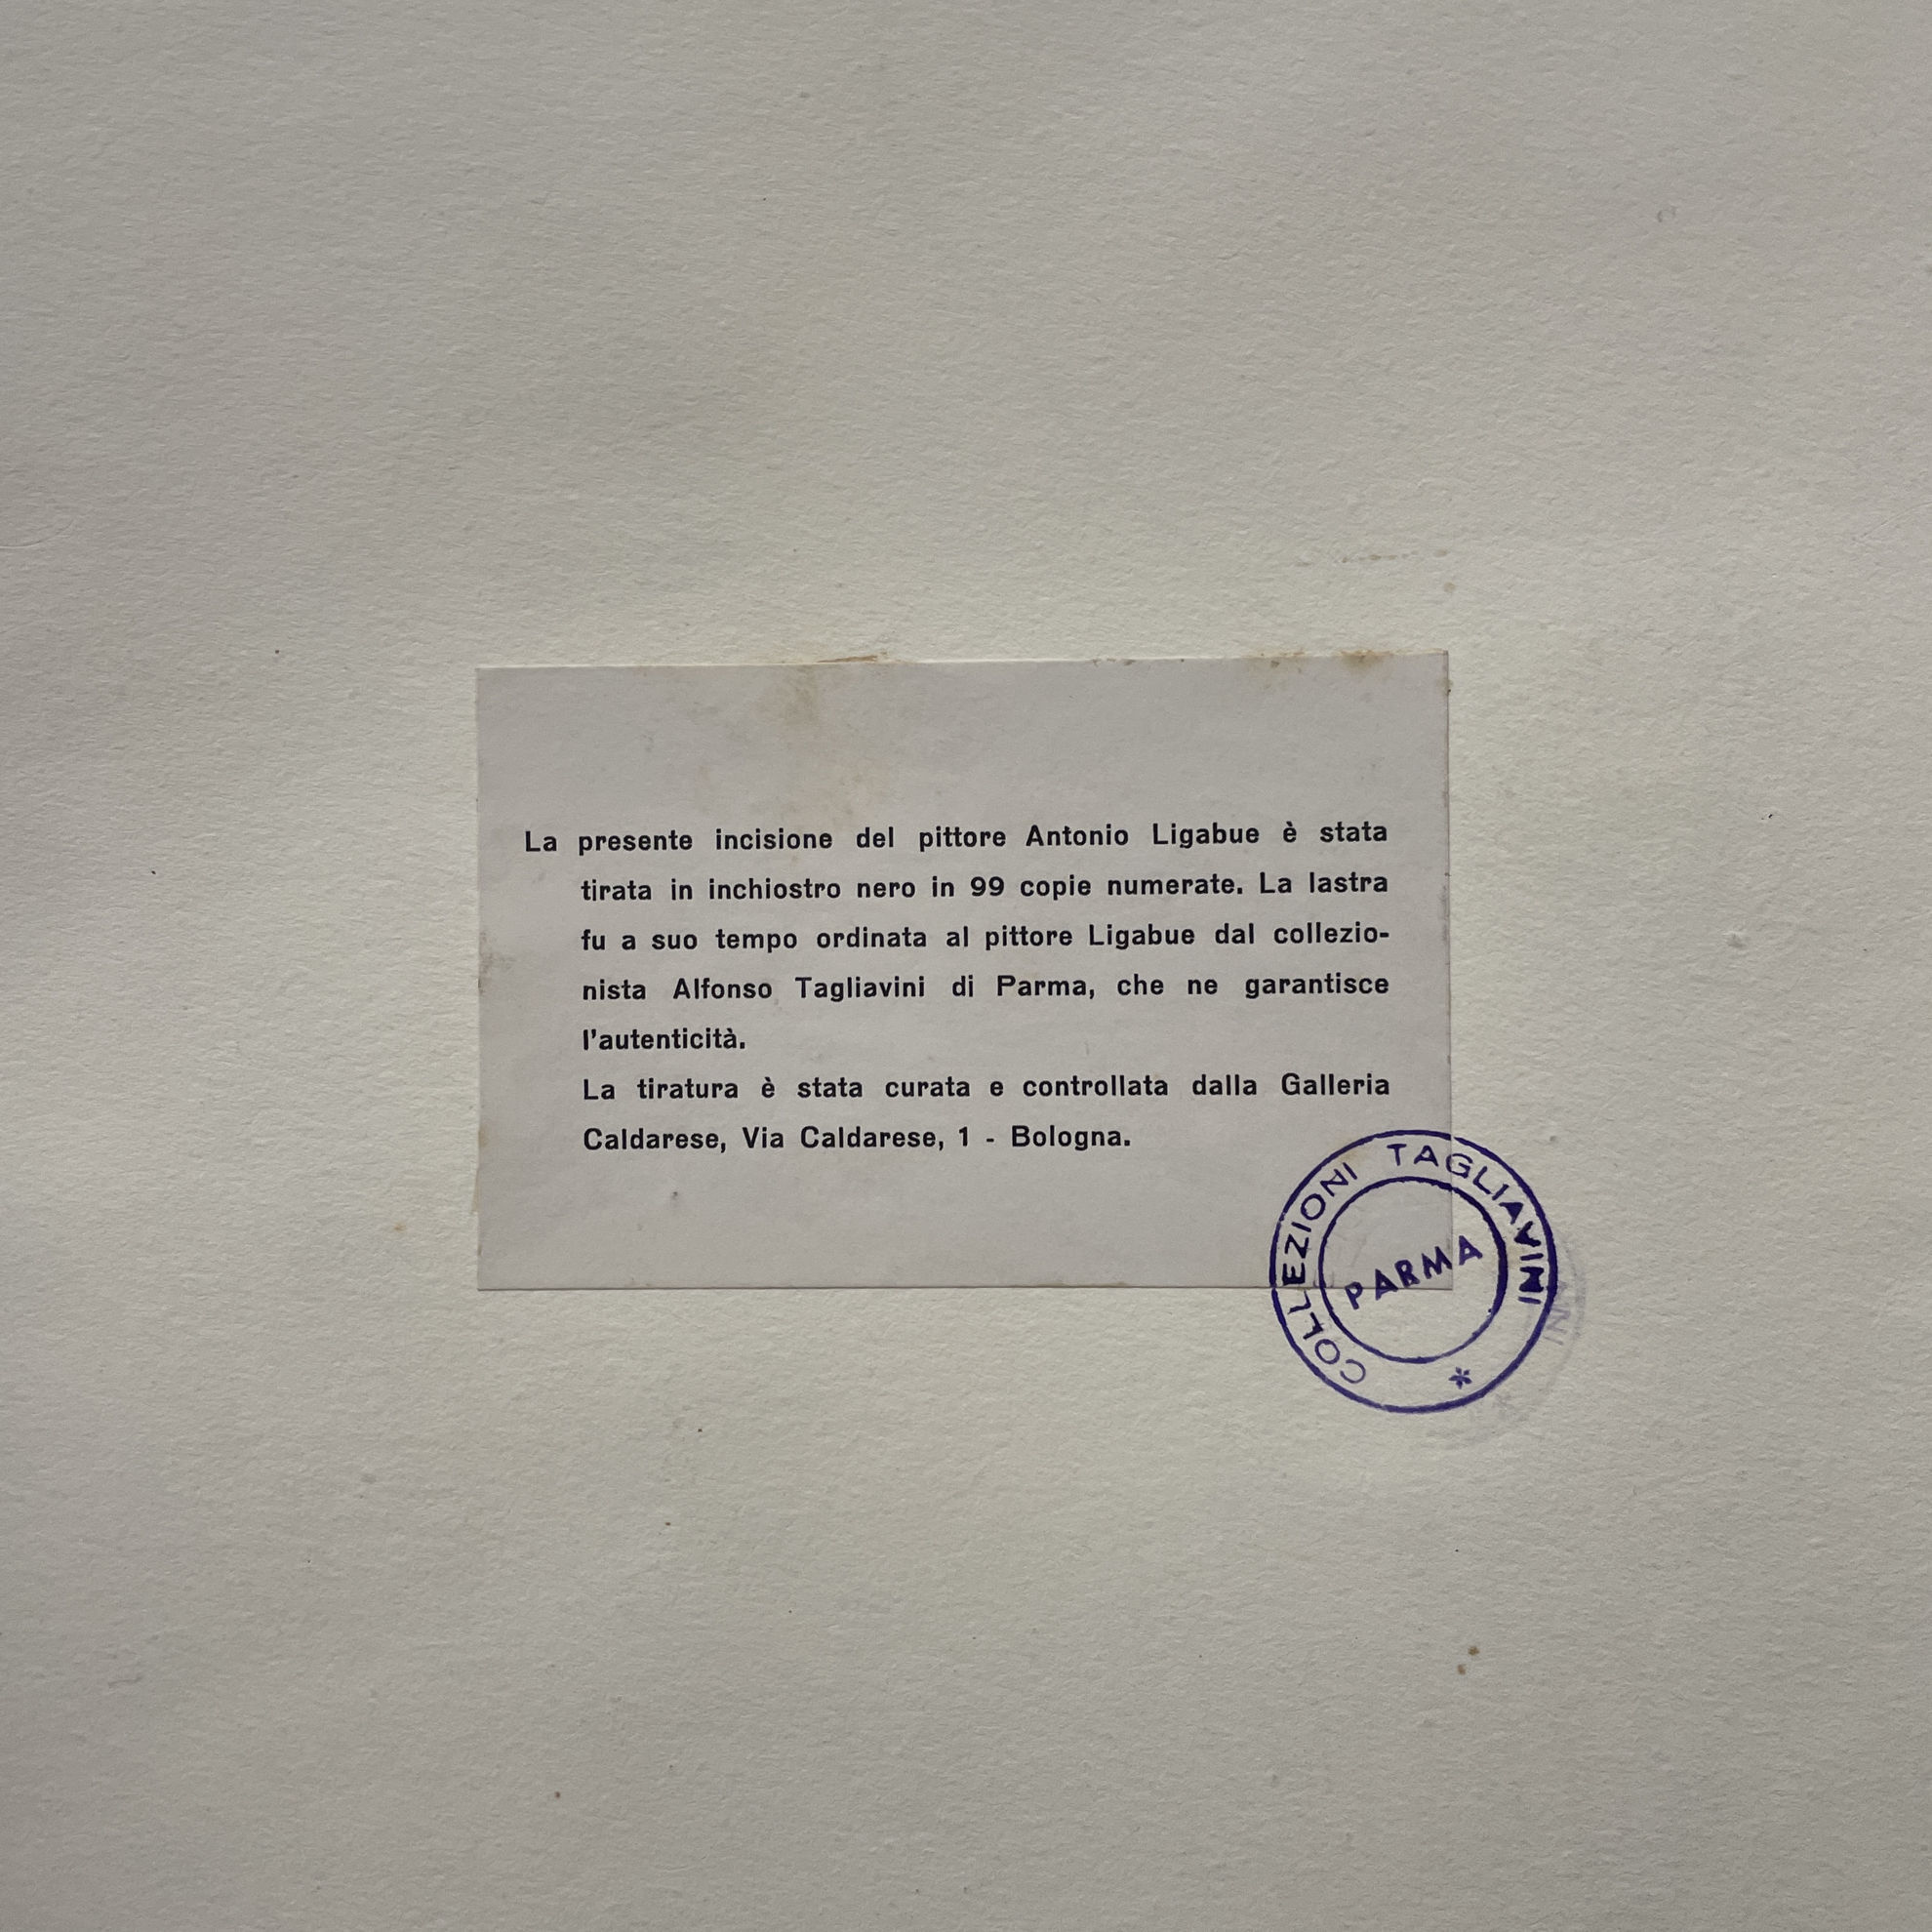 La presente incisione del pittore Antonio Ligabue è stata
tirata in inchiostro nero in 99 copie numerate. La lastra
fu a suo tempo ordinata al pittore Ligabue dal collezio-
nista Alfonso Tagliavini di Parma, che ne garantisce
l'autenticità.
La tiratura è stata curata e controllata dalla Galleria
Caldarese, Via Caldarese, 1 - Bologna.
COLLEZIONI TAGLIAVINI *
PARMA